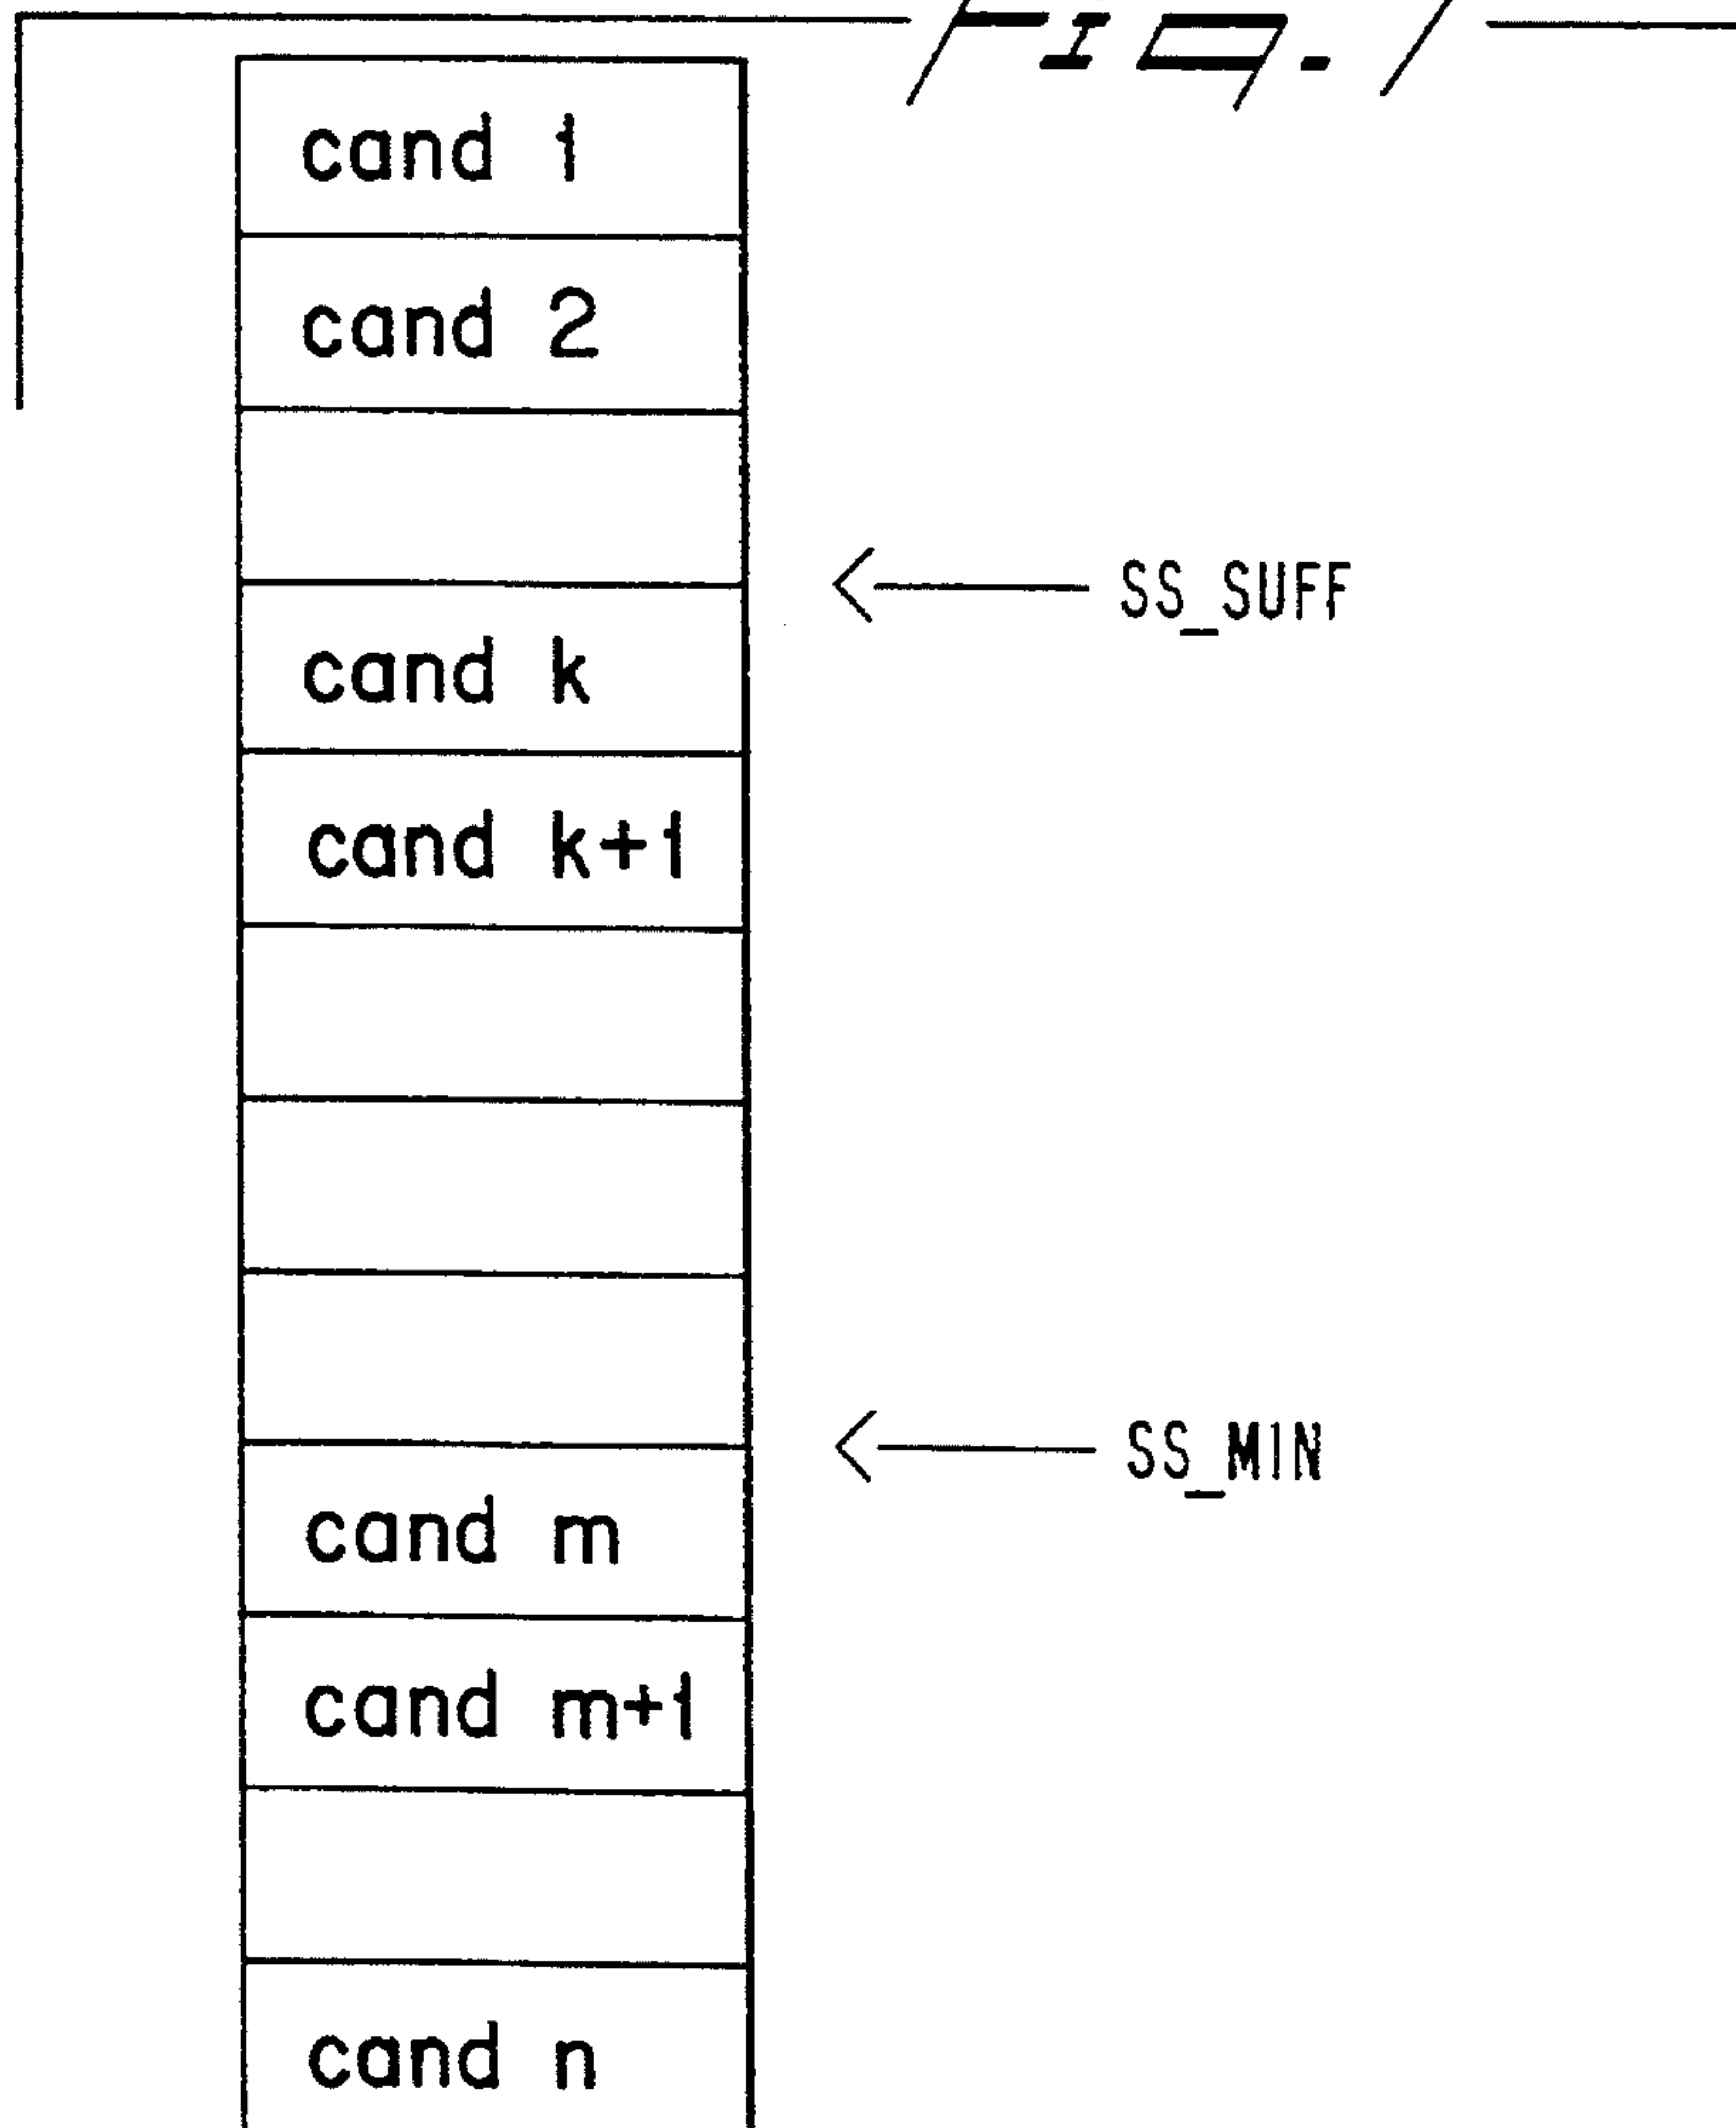 FIG. 1
cand 1
cand 2
SS_SUFF
cand k
cand k+1
SS_MIN
cand m
cand m+1
cand n